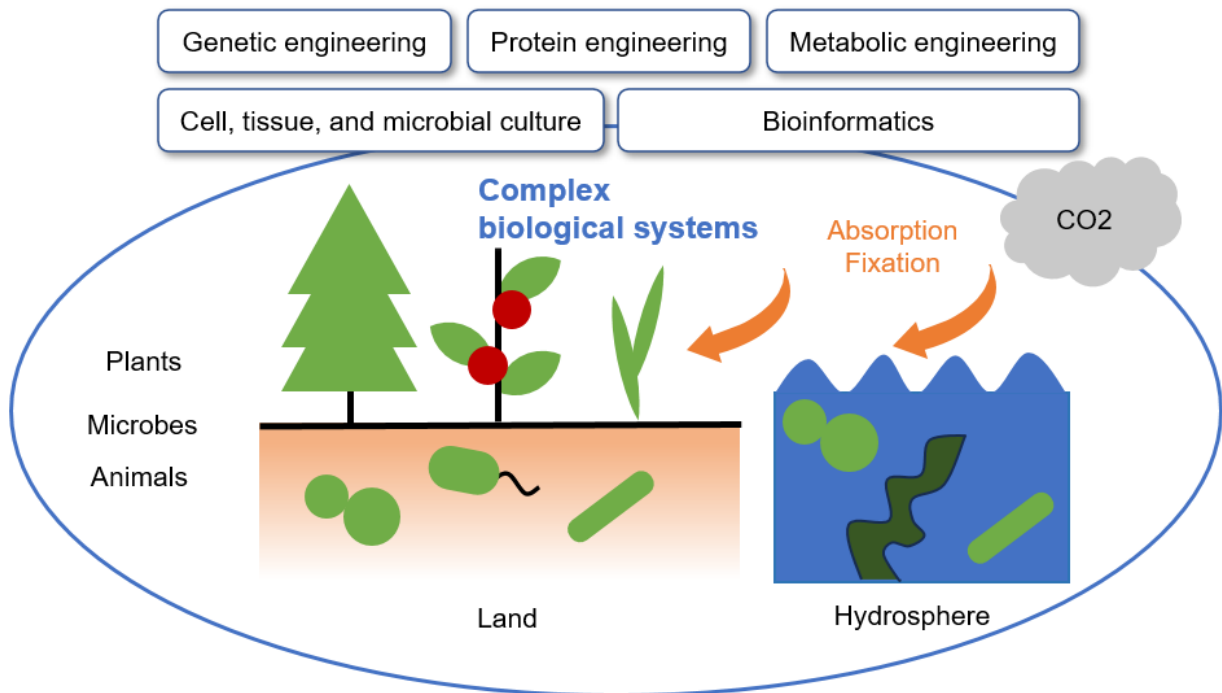 Genetic engineering
Protein engineering
Metabolic engineering
Cell, tissue, and microbial culture
Bioinformatics
Complex
biological systems
Absorption
Fixation
CO2
Plants
Microbes
Animals
Land
Hydrosphere